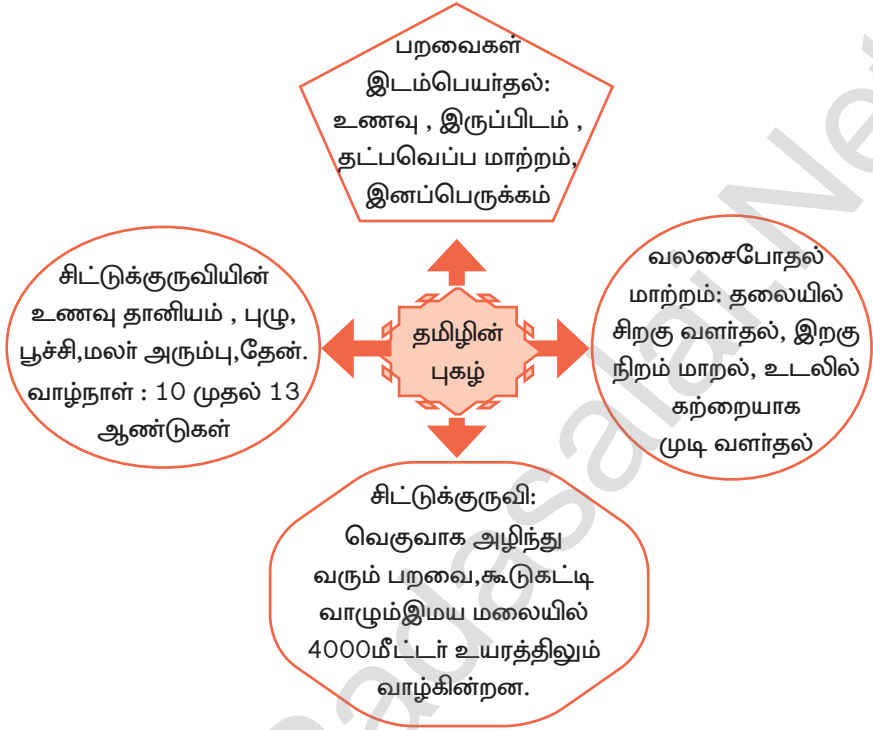 பறவைகள்
இடம்பெயர்தல்:
உணவு , இருப்பிடம் ,
தட்பவெப்ப மாற்றம்,
இனப்பெருக்கம்
சிட்டுக்குருவியின்
உணவு தானியம் , புழு,
பூச்சி,மலர் அரும்பு,தேன்.
வாழ்நாள் : 10 முதல் 13
ஆண்டுகள்
தமிழின்
புகழ்
வலசைபோதல்
மாற்றம்: தலையில்
சிறகு வளர்தல், இறகு
நிறம் மாறல், உடலில்
கற்றையாக
முடி வளர்தல்
சிட்டுக்குருவி:
வெகுவாக அழிந்து
வரும் பறவை,கூடுகட்டி
வாழும்இமய மலையில்
4000மீட்டர் உயரத்திலும்
வாழ்கின்றன.
Padasalai.Net